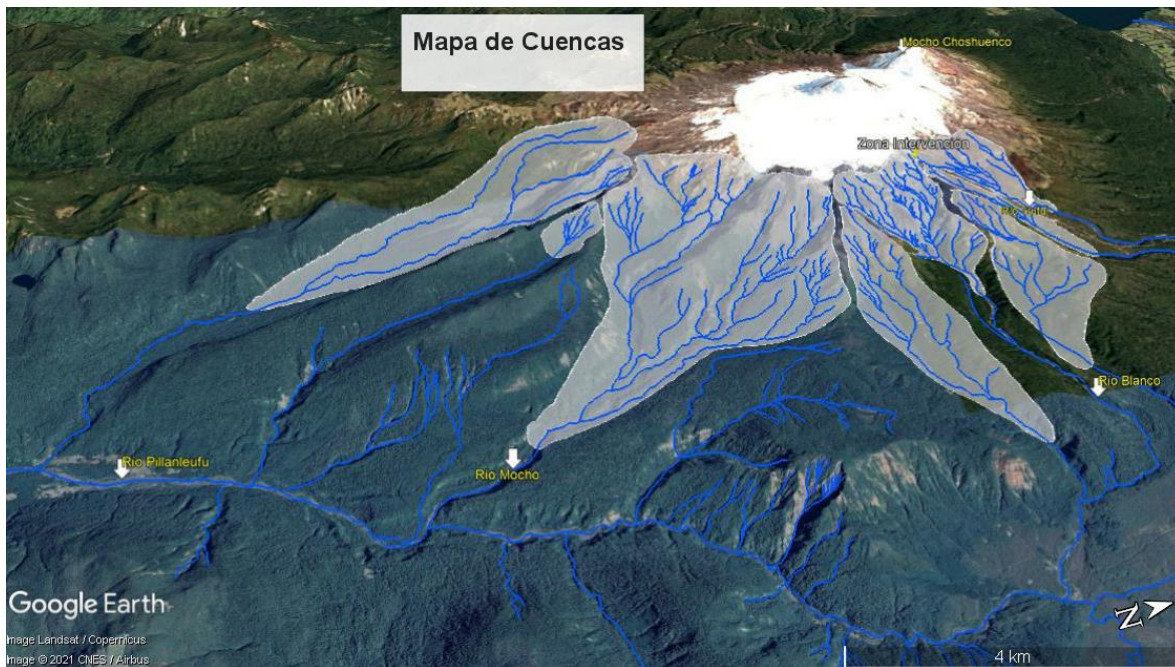 Mapa de Cuencas
Mocho Choshuenco
Zona Intervención
Río
Río Blanco
Río Pillanleufu
Río Mocho
Google Earth
Image Landsat / Copernicus
Image © 2021 CNES / Airbus
4 km
N